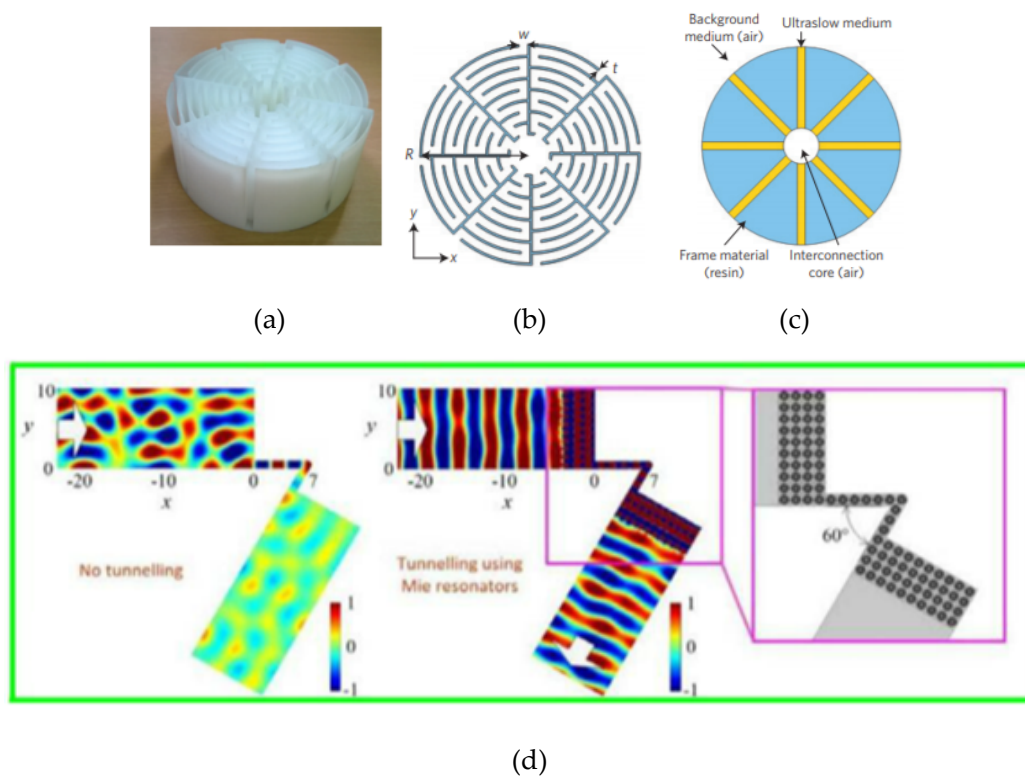 w
t
R
y
x
Background
medium (air)
Ultraslow medium
Frame material
(resin)
Interconnection
core (air)
(a)
(b)
(c)
10
y
0
-20
-10
0
7
x
No tunnelling
1
0
-1
10
y
0
-20
-10
0
7
x
Tunnelling using
Mie resonators
1
0
-1
60°
(d)